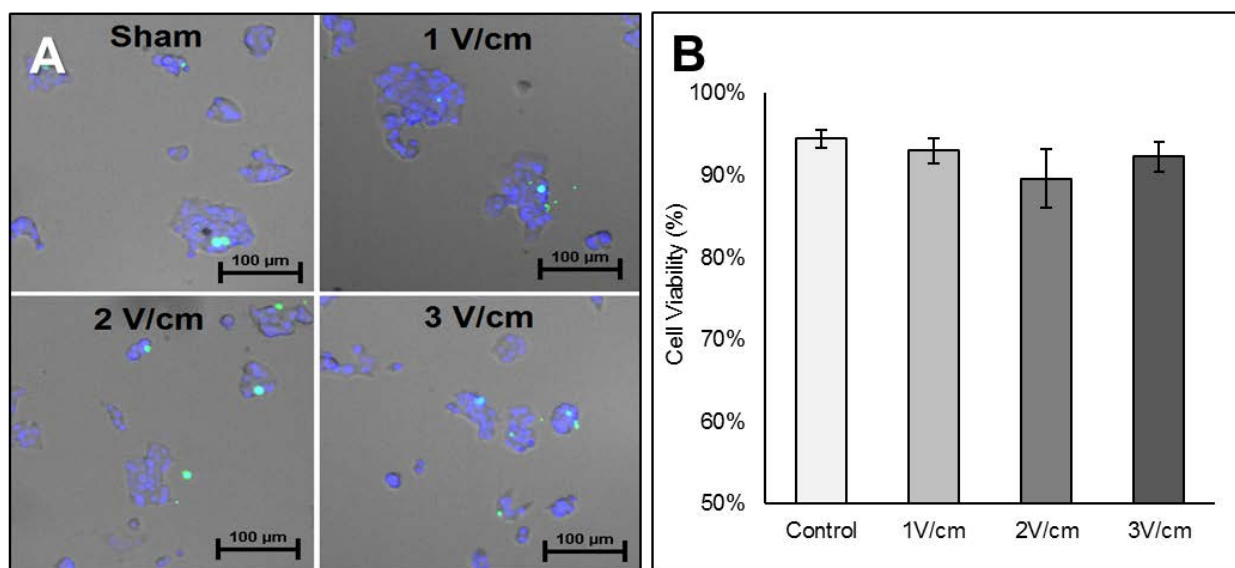 A
Sham
1 V/cm
100 µm
100 µm
2 V/cm
3 V/cm
100 µm
100 µm
B
100%
90%
80%
70%
60%
50%
Cell Viability (%)
Control
1V/cm
2V/cm
3V/cm